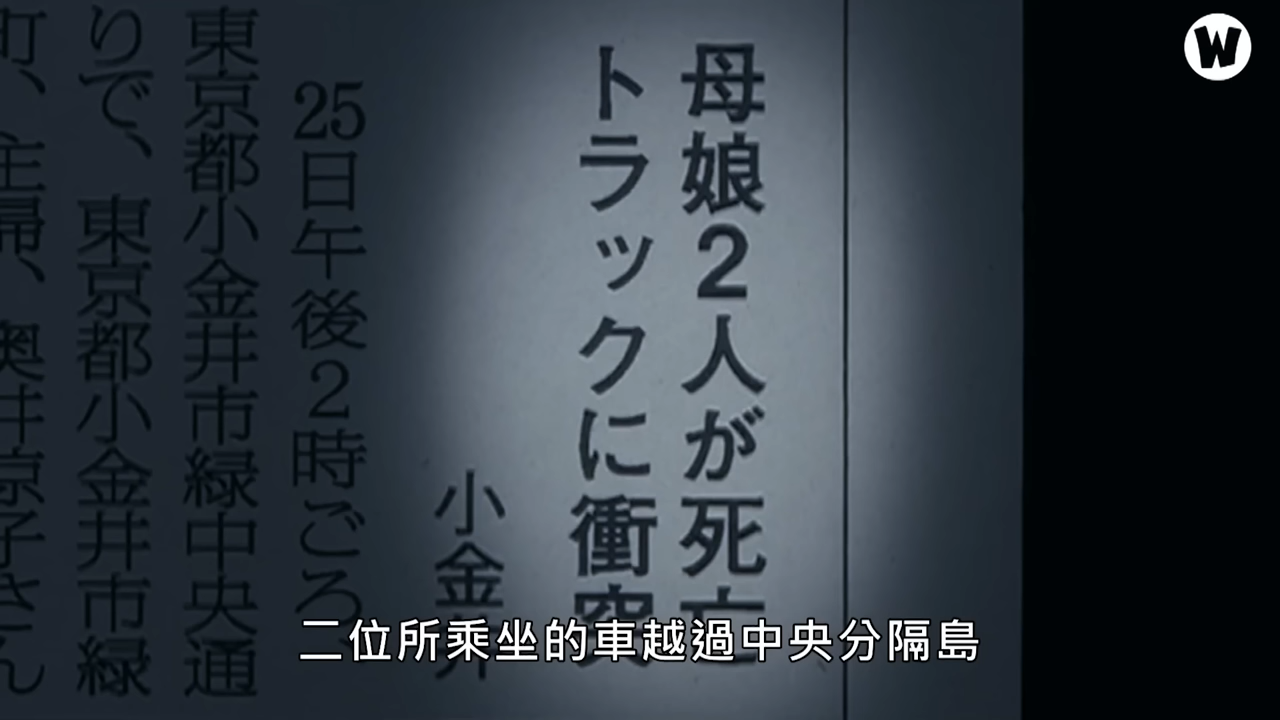 母娘2人が死亡
トラックに衝突
小金井
25日午後2時ごろ
東京都小金井市緑中央通
りで、東京都小金井市緑
町、主婦、奥井京子さん
二位所乘坐的車越過中央分隔島
W